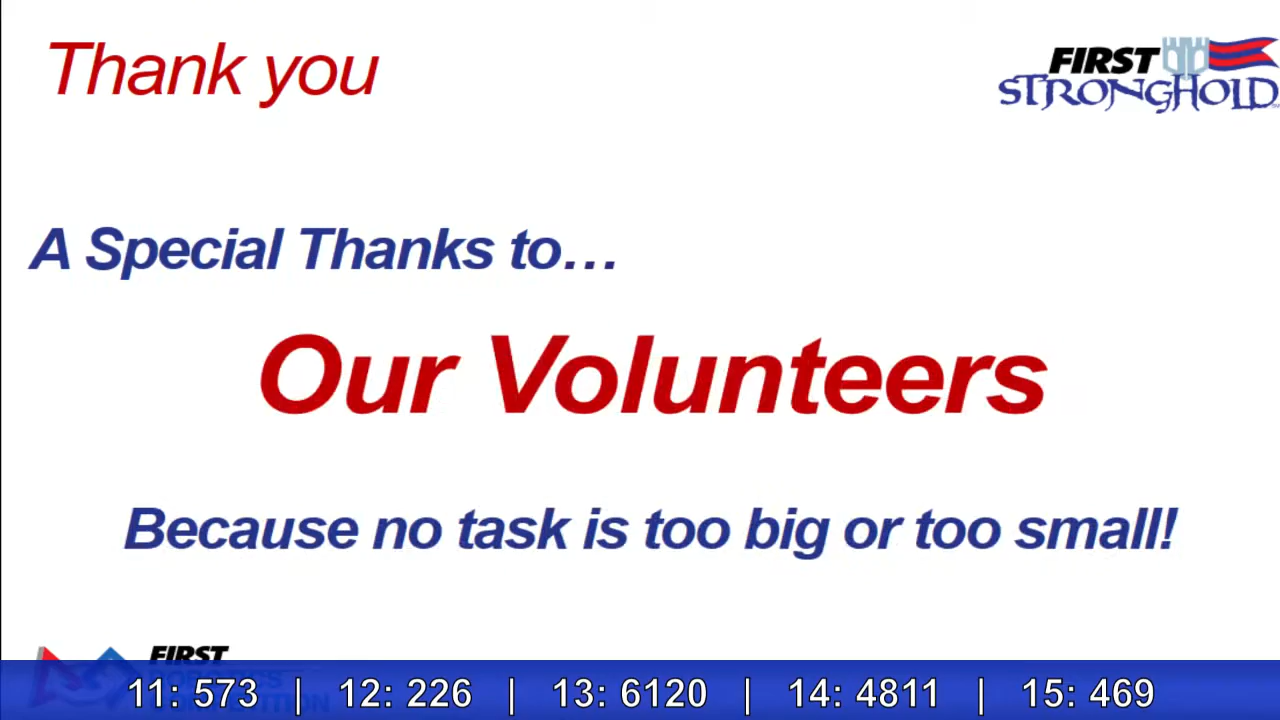 Thank you
FIRST
STRONGHOLD
A Special Thanks to…
Our Volunteers
Because no task is too big or too small!
FIRST
11: 573 | 12: 226 | 13: 6120 | 14: 4811 | 15: 469